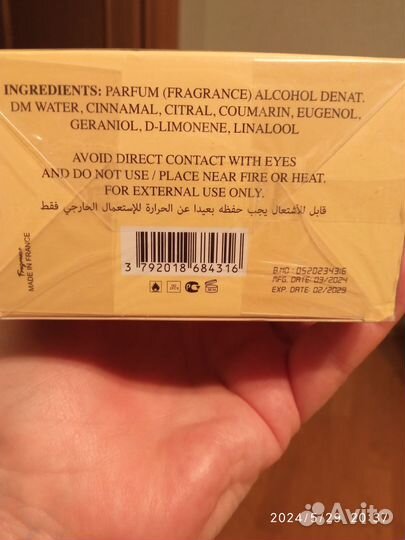 INGREDIENTS: PARFUM (FRAGRANCE) ALCOHOL DENAT.
DM WATER, CINNAMAL, CITRAL, COUMARIN, EUGENOL,
GERANIOL, D-LIMONENE, LINALOOL
AVOID DIRECT CONTACT WITH EYES
AND DO NOT USE / PLACE NEAR FIRE OR HEAT.
FOR EXTERNAL USE ONLY.
قابل للأشتعال يجب حفظه بعيدا عن الحرارة للإستعمال الخارجي فقط
MADE IN FRANCE
3 792018 684316
B.NO : 0520234316
MFG. DATE 03/2024
EXP. DATE 02/2029
2024/5/29 20:37
Avito